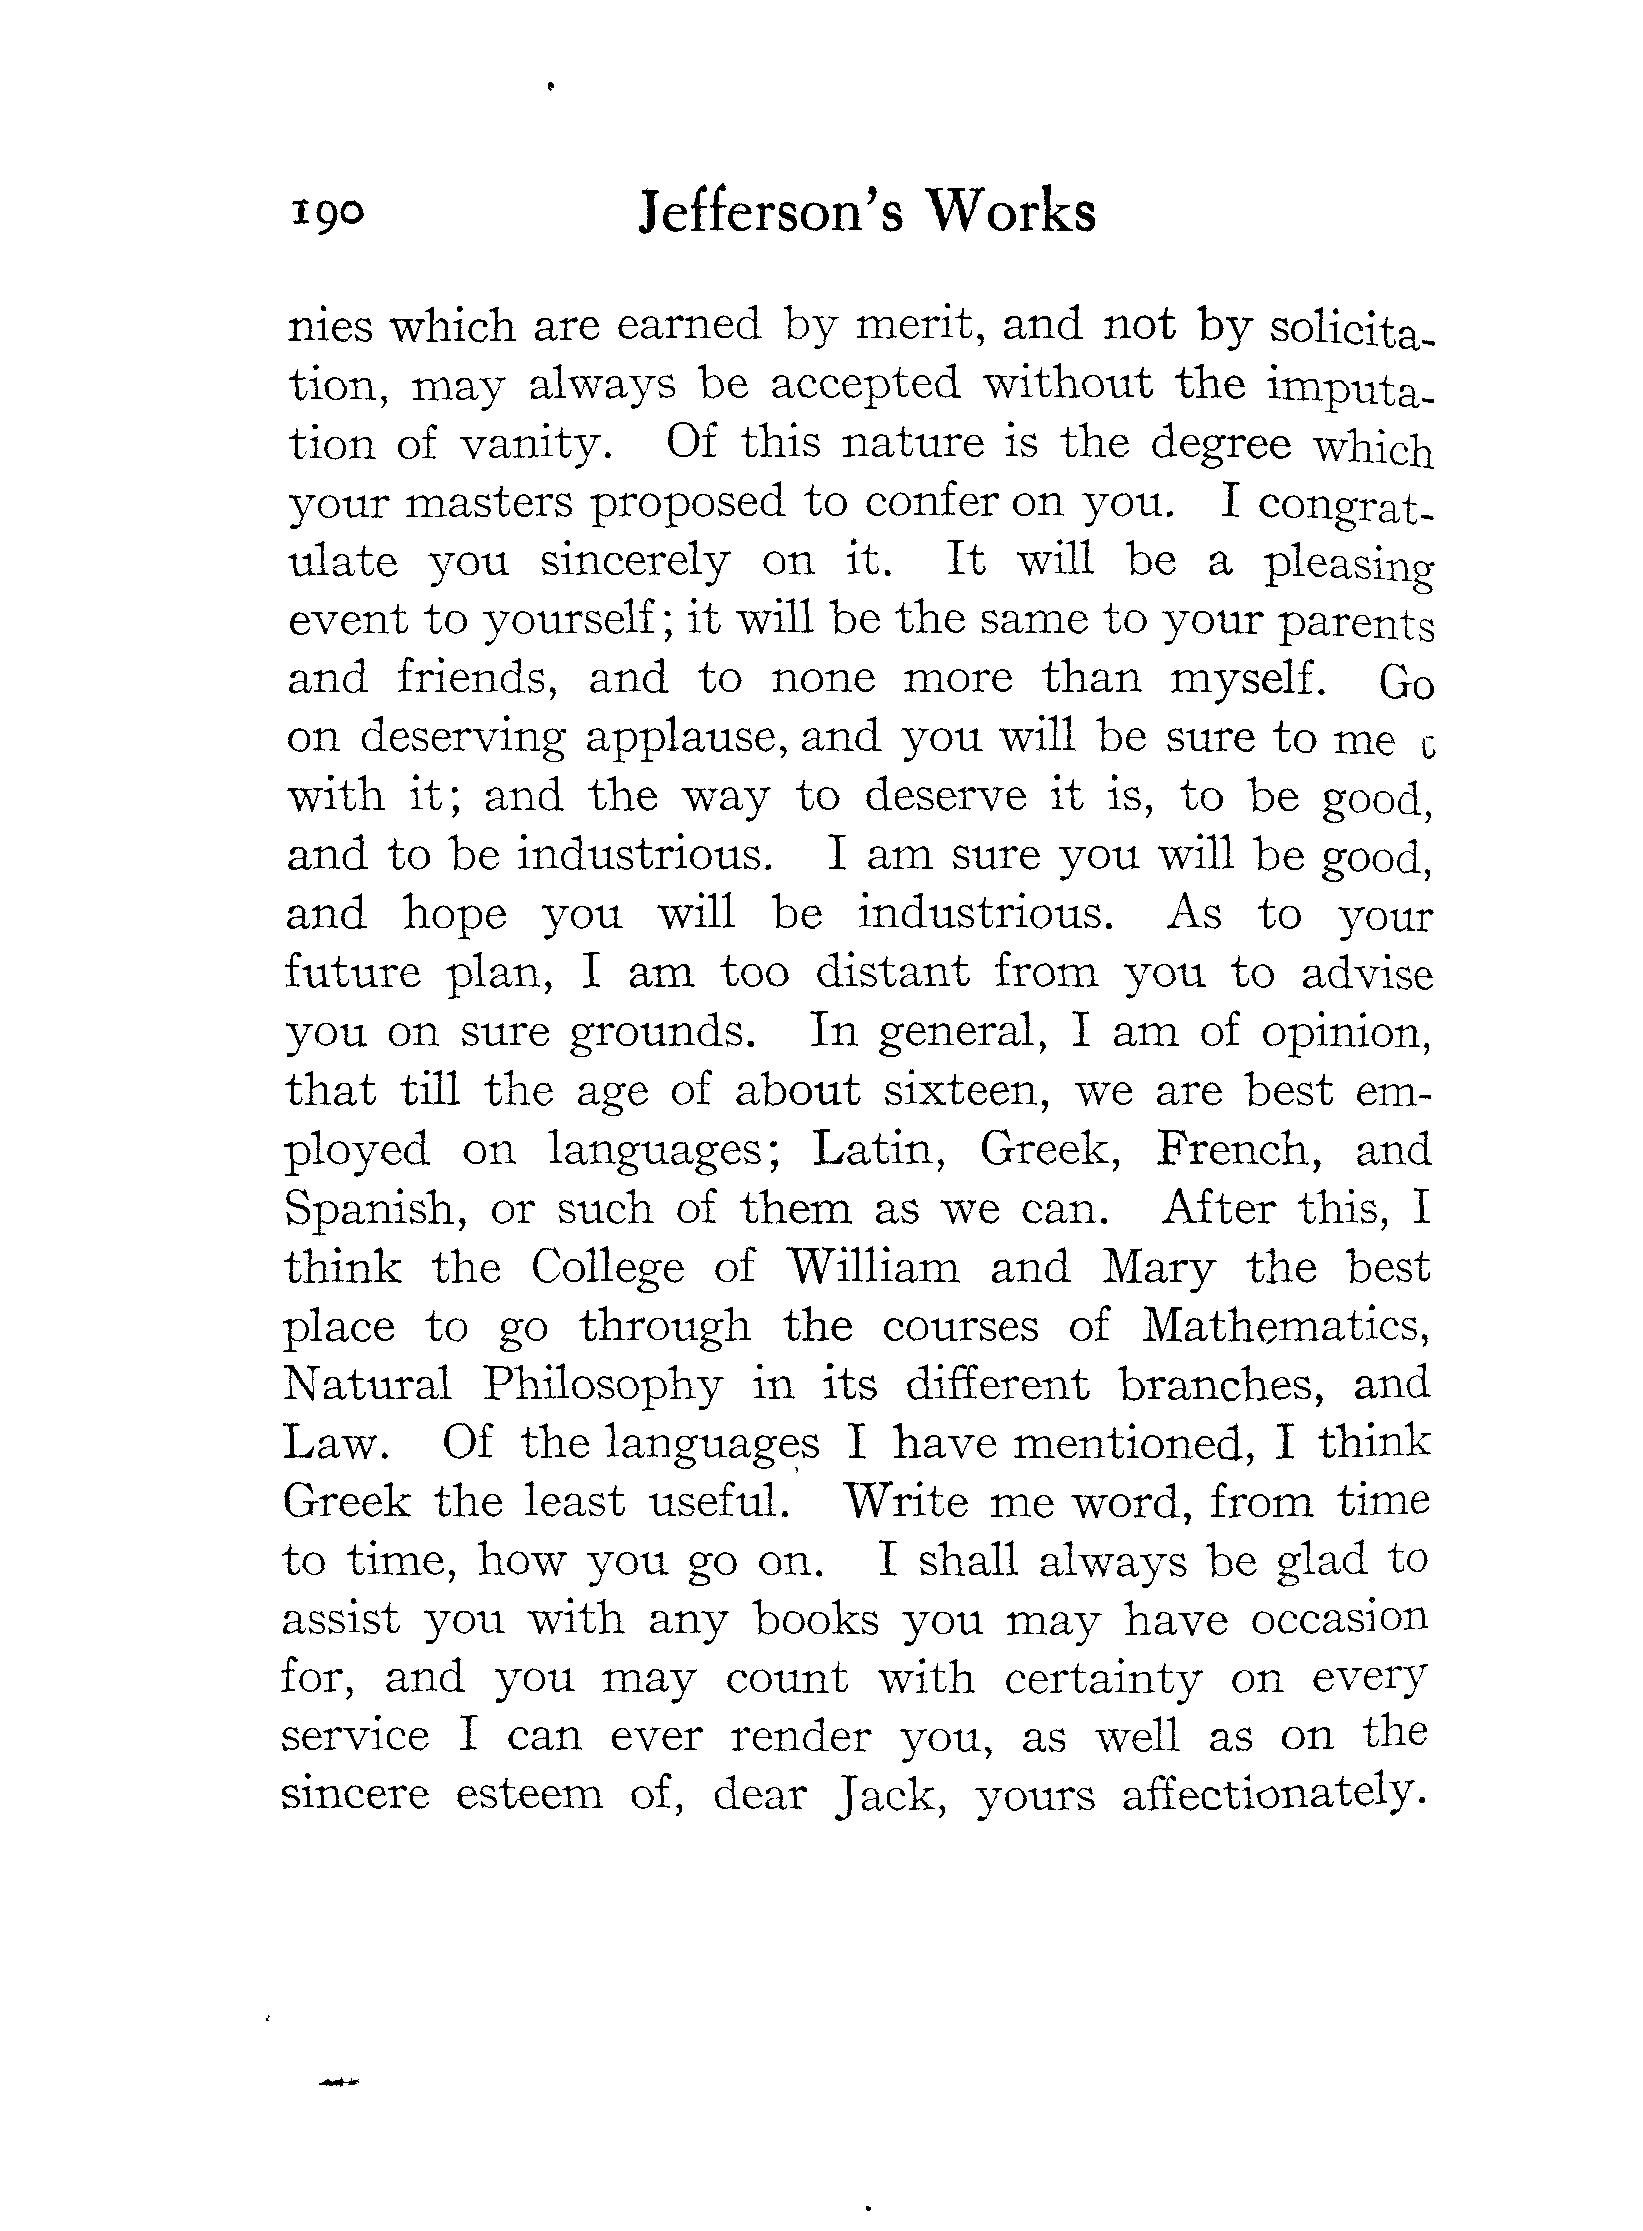 190 Jefferson's Works
nies which are earned by merit, and not by solicita-
tion, may always be accepted without the imputa-
tion of vanity. Of this nature is the degree which
your masters proposed to confer on you. I congrat-
ulate you sincerely on it. It will be a pleasing
event to yourself; it will be the same to your parents
and friends, and to none more than myself. Go
on deserving applause, and you will be sure to me
with it; and the way to deserve it is, to be good,
and to be industrious. I am sure you will be good,
and hope you will be industrious. As to your
future plan, I am too distant from you to advise
you on sure grounds. In general, I am of opinion,
that till the age of about sixteen, we are best em-
ployed on languages; Latin, Greek, French, and
Spanish, or such of them as we can. After this, I
think the College of William and Mary the best
place to go through the courses of Mathematics,
Natural Philosophy in its different branches, and
Law. Of the languages I have mentioned, I think
Greek the least useful. Write me word, from time
to time, how you go on. I shall always be glad to
assist you with any books you may have occasion
for, and you may count with certainty on every
service I can ever render you, as well as on the
sincere esteem of, dear Jack, yours affectionately.